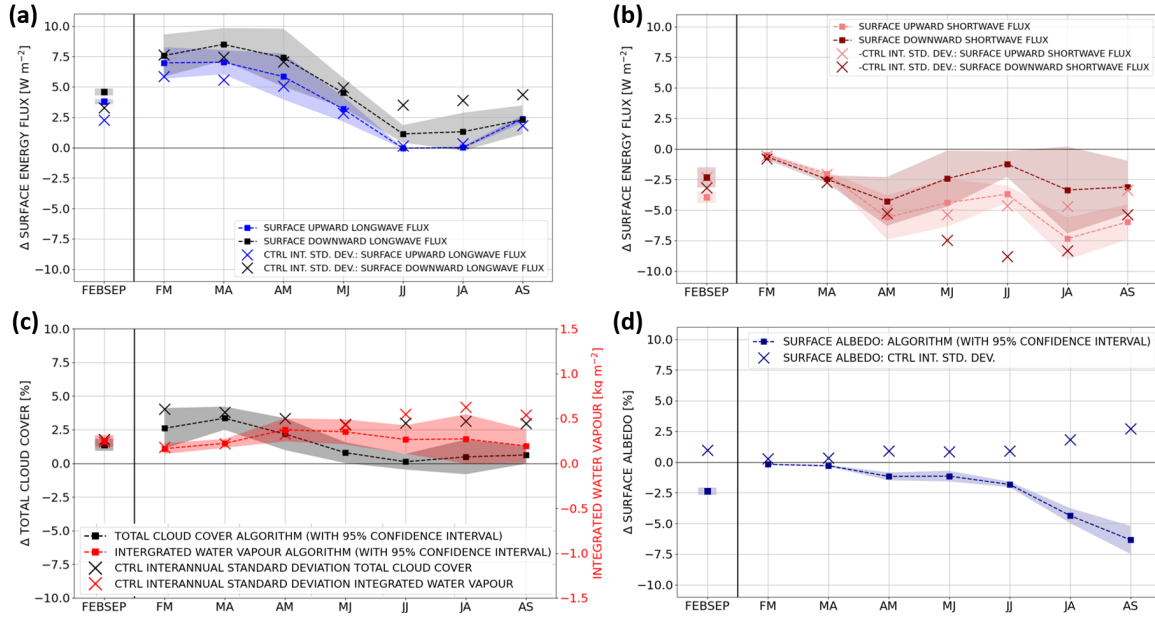 (a)
Δ SURFACE ENERGY FLUX [W m⁻²]
10.0
7.5
5.0
2.5
0.0
−2.5
−5.0
−7.5
−10.0
SURFACE UPWARD LONGWAVE FLUX
SURFACE DOWNWARD LONGWAVE FLUX
CTRL INT. STD. DEV.: SURFACE UPWARD LONGWAVE FLUX
CTRL INT. STD. DEV.: SURFACE DOWNWARD LONGWAVE FLUX
FEBSEP FM MA AM MJ JJ JA AS
(b)
Δ SURFACE ENERGY FLUX [W m⁻²]
10.0
7.5
5.0
2.5
0.0
−2.5
−5.0
−7.5
−10.0
SURFACE UPWARD SHORTWAVE FLUX
SURFACE DOWNWARD SHORTWAVE FLUX
-CTRL INT. STD. DEV.: SURFACE UPWARD SHORTWAVE FLUX
-CTRL INT. STD. DEV.: SURFACE DOWNWARD SHORTWAVE FLUX
FEBSEP FM MA AM MJ JJ JA AS
(c)
Δ TOTAL CLOUD COVER [%]
10.0
7.5
5.0
2.5
0.0
−2.5
−5.0
−7.5
−10.0
TOTAL CLOUD COVER ALGORITHM (WITH 95% CONFIDENCE INTERVAL)
INTERGRATED WATER VAPOUR ALGORITHM (WITH 95% CONFIDENCE INTERVAL)
CTRL INTERANNUAL STANDARD DEVIATION TOTAL CLOUD COVER
CTRL INTERANNUAL STANDARD DEVIATION INTEGRATED WATER VAPOUR
FEBSEP FM MA AM MJ JJ JA AS
1.5
1.0
0.5
0.0
−0.5
−1.0
−1.5
INTEGRATED WATER VAPOUR [kg m⁻²]
(d)
Δ SURFACE ALBEDO [%]
10.0
7.5
5.0
2.5
0.0
−2.5
−5.0
−7.5
−10.0
SURFACE ALBEDO: ALGORITHM (WITH 95% CONFIDENCE INTERVAL)
SURFACE ALBEDO: CTRL INT. STD. DEV.
FEBSEP FM MA AM MJ JJ JA AS